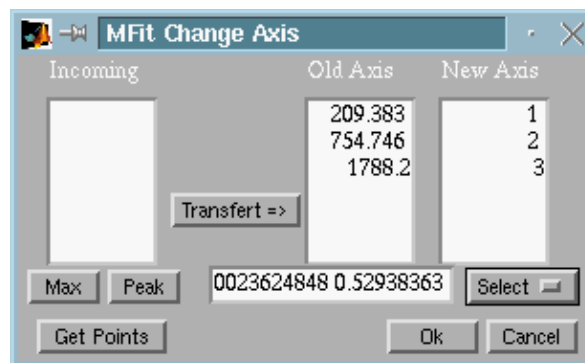 MFit Change Axis
Incoming Old Axis New Axis
209.383 1
754.746 2
1788.2 3
Transfert =>
Max Peak 0023624848 0.52938363 Select
Get Points Ok Cancel